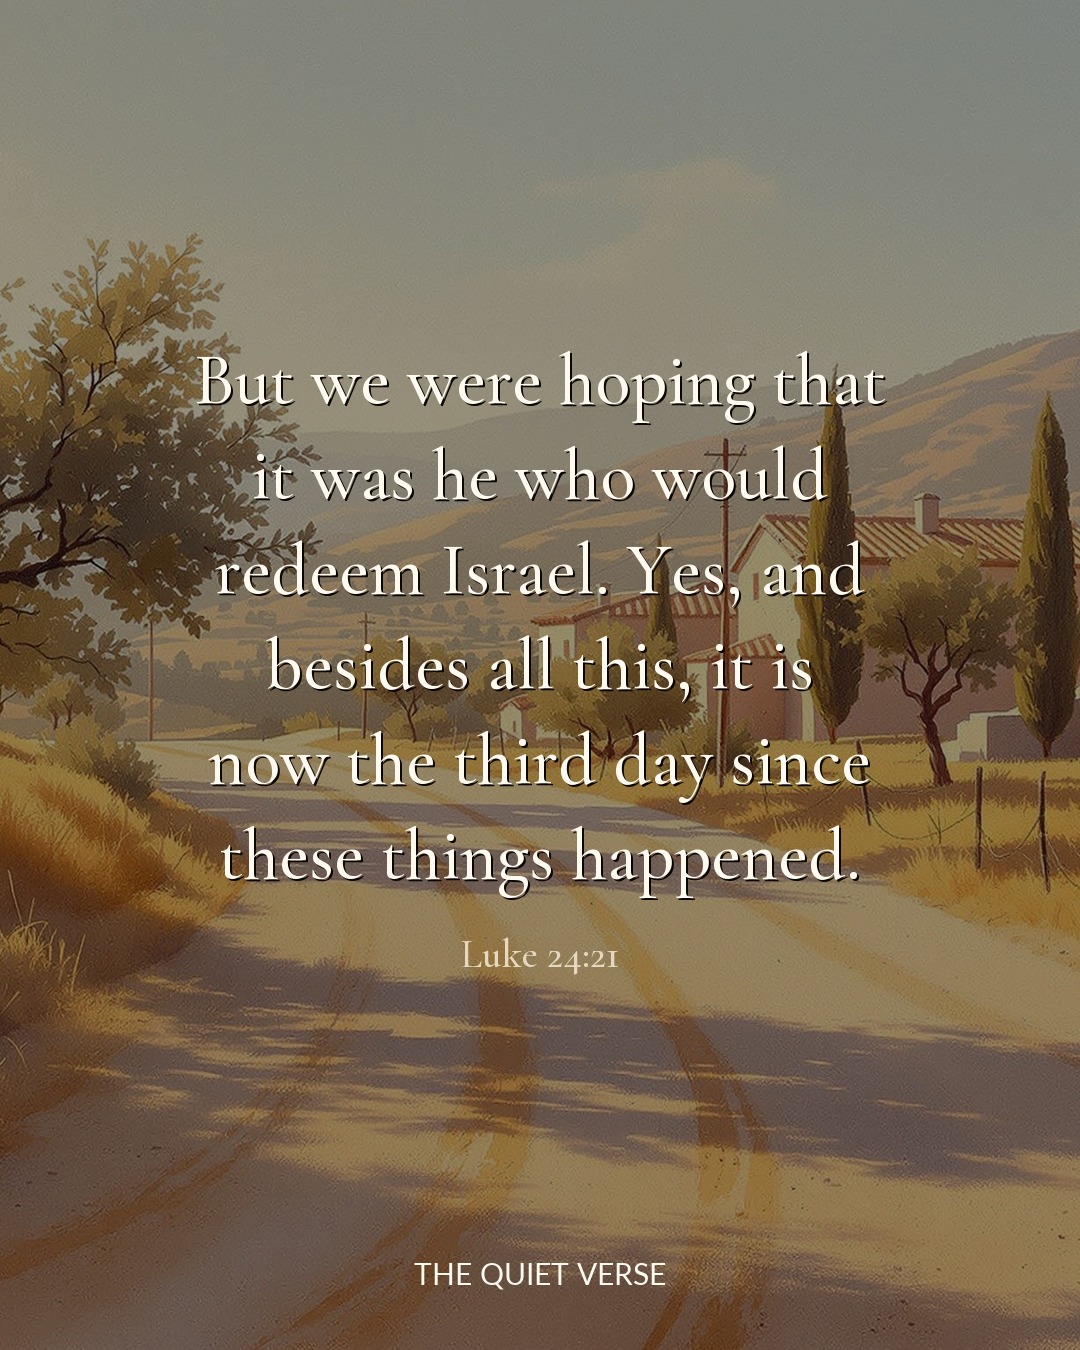 But we were hoping that
it was he who would
redeem Israel. Yes, and
besides all this, it is
now the third day since
these things happened.
Luke 24:21
THE QUIET VERSE